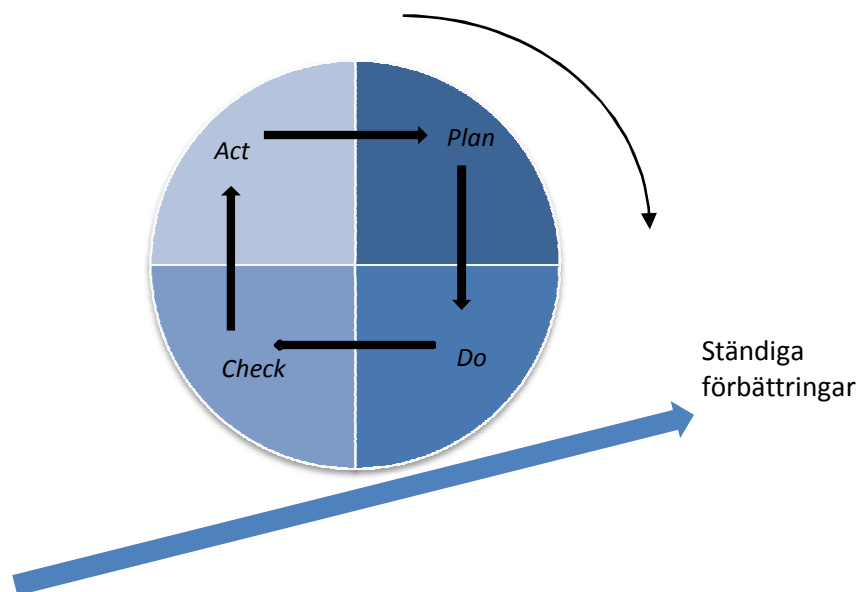 Act
Plan
Check
Do
Ständiga
förbättringar